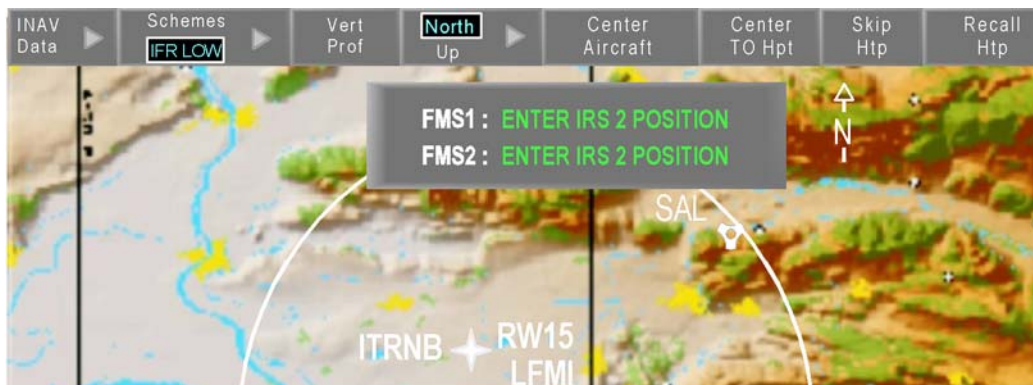 INAV Data
Schemes
IFR LOW
Vert Prof
North
Up
Center Aircraft
Center TO Hpt
Skip Htp
Recall Htp
FMS1 : ENTER IRS 2 POSITION
FMS2 : ENTER IRS 2 POSITION
N
SAL
ITRNB
RW15
LFMI